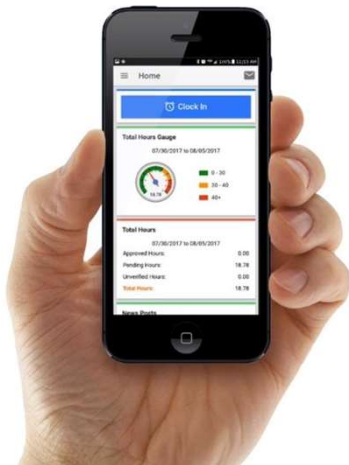 Home
Clock In
Total Hours Gauge
07/30/2017 to 08/05/2017
18.78
0 - 30
30 - 40
40+
Total Hours
07/30/2017 to 08/05/2017
Approved Hours: 0.00
Pending Hours: 18.78
Unverified Hours: 0.00
Total Hours: 18.78
News Posts